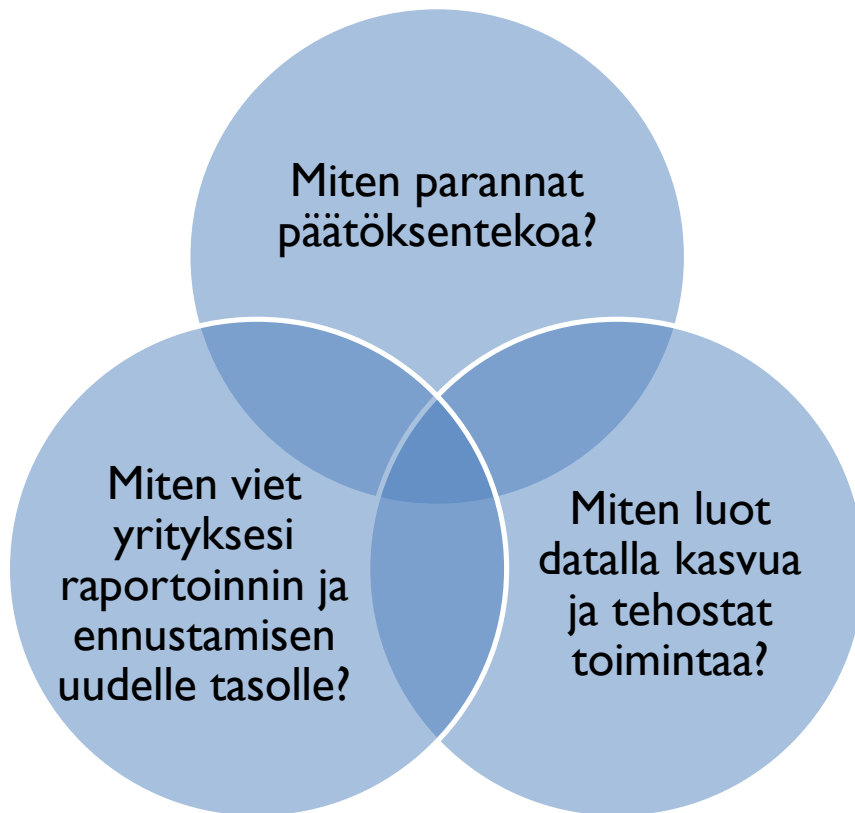 Miten parannat
päätöksentekoa?
Miten viet
yrityksesi
raportoinnin ja
ennustamisen
uudelle tasolle?
Miten luot
datalla kasvua
ja tehostat
toimintaa?